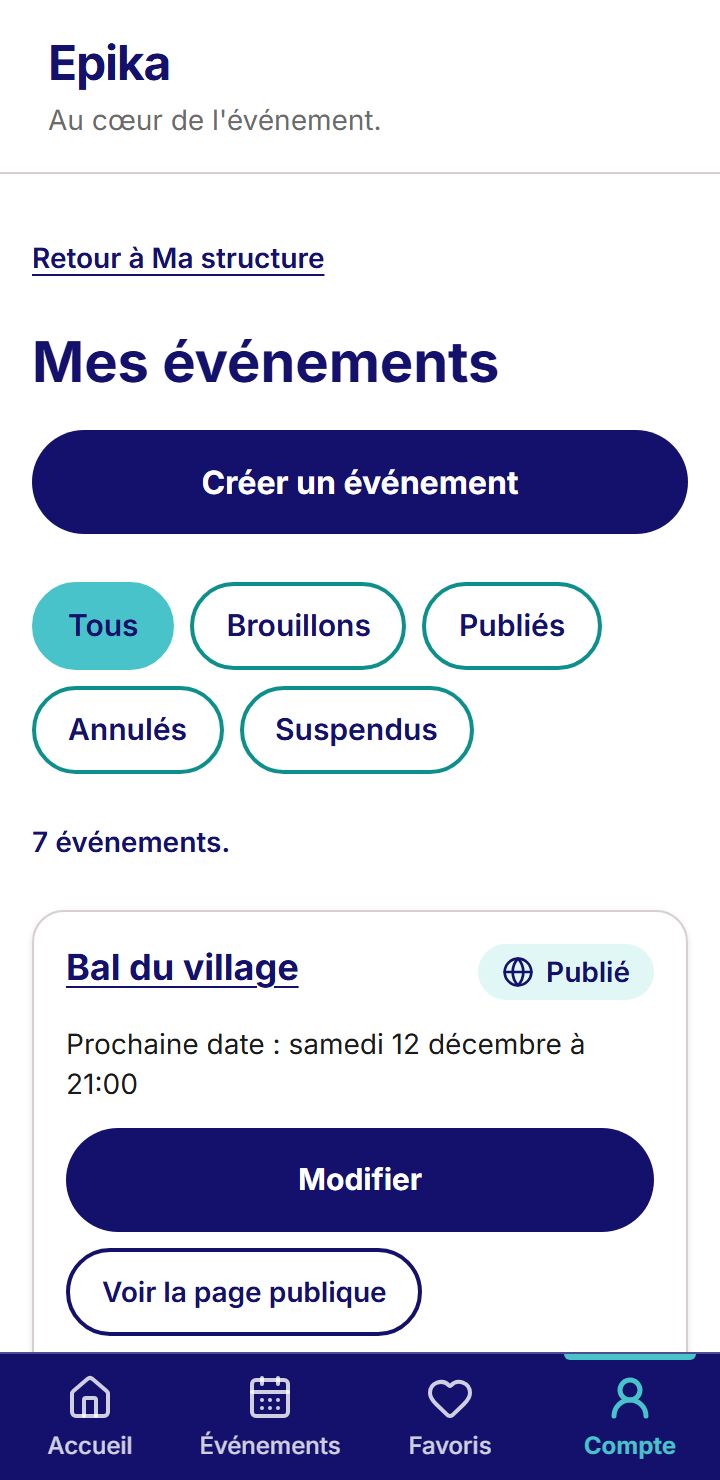 Epika
Au cœur de l'événement.
Retour à Ma structure
Mes événements
Créer un événement
Tous
Brouillons
Publiés
Annulés
Suspendus
7 événements.
Bal du village
Publié
Prochaine date : samedi 12 décembre à
21:00
Modifier
Voir la page publique
Accueil
Événements
Favoris
Compte